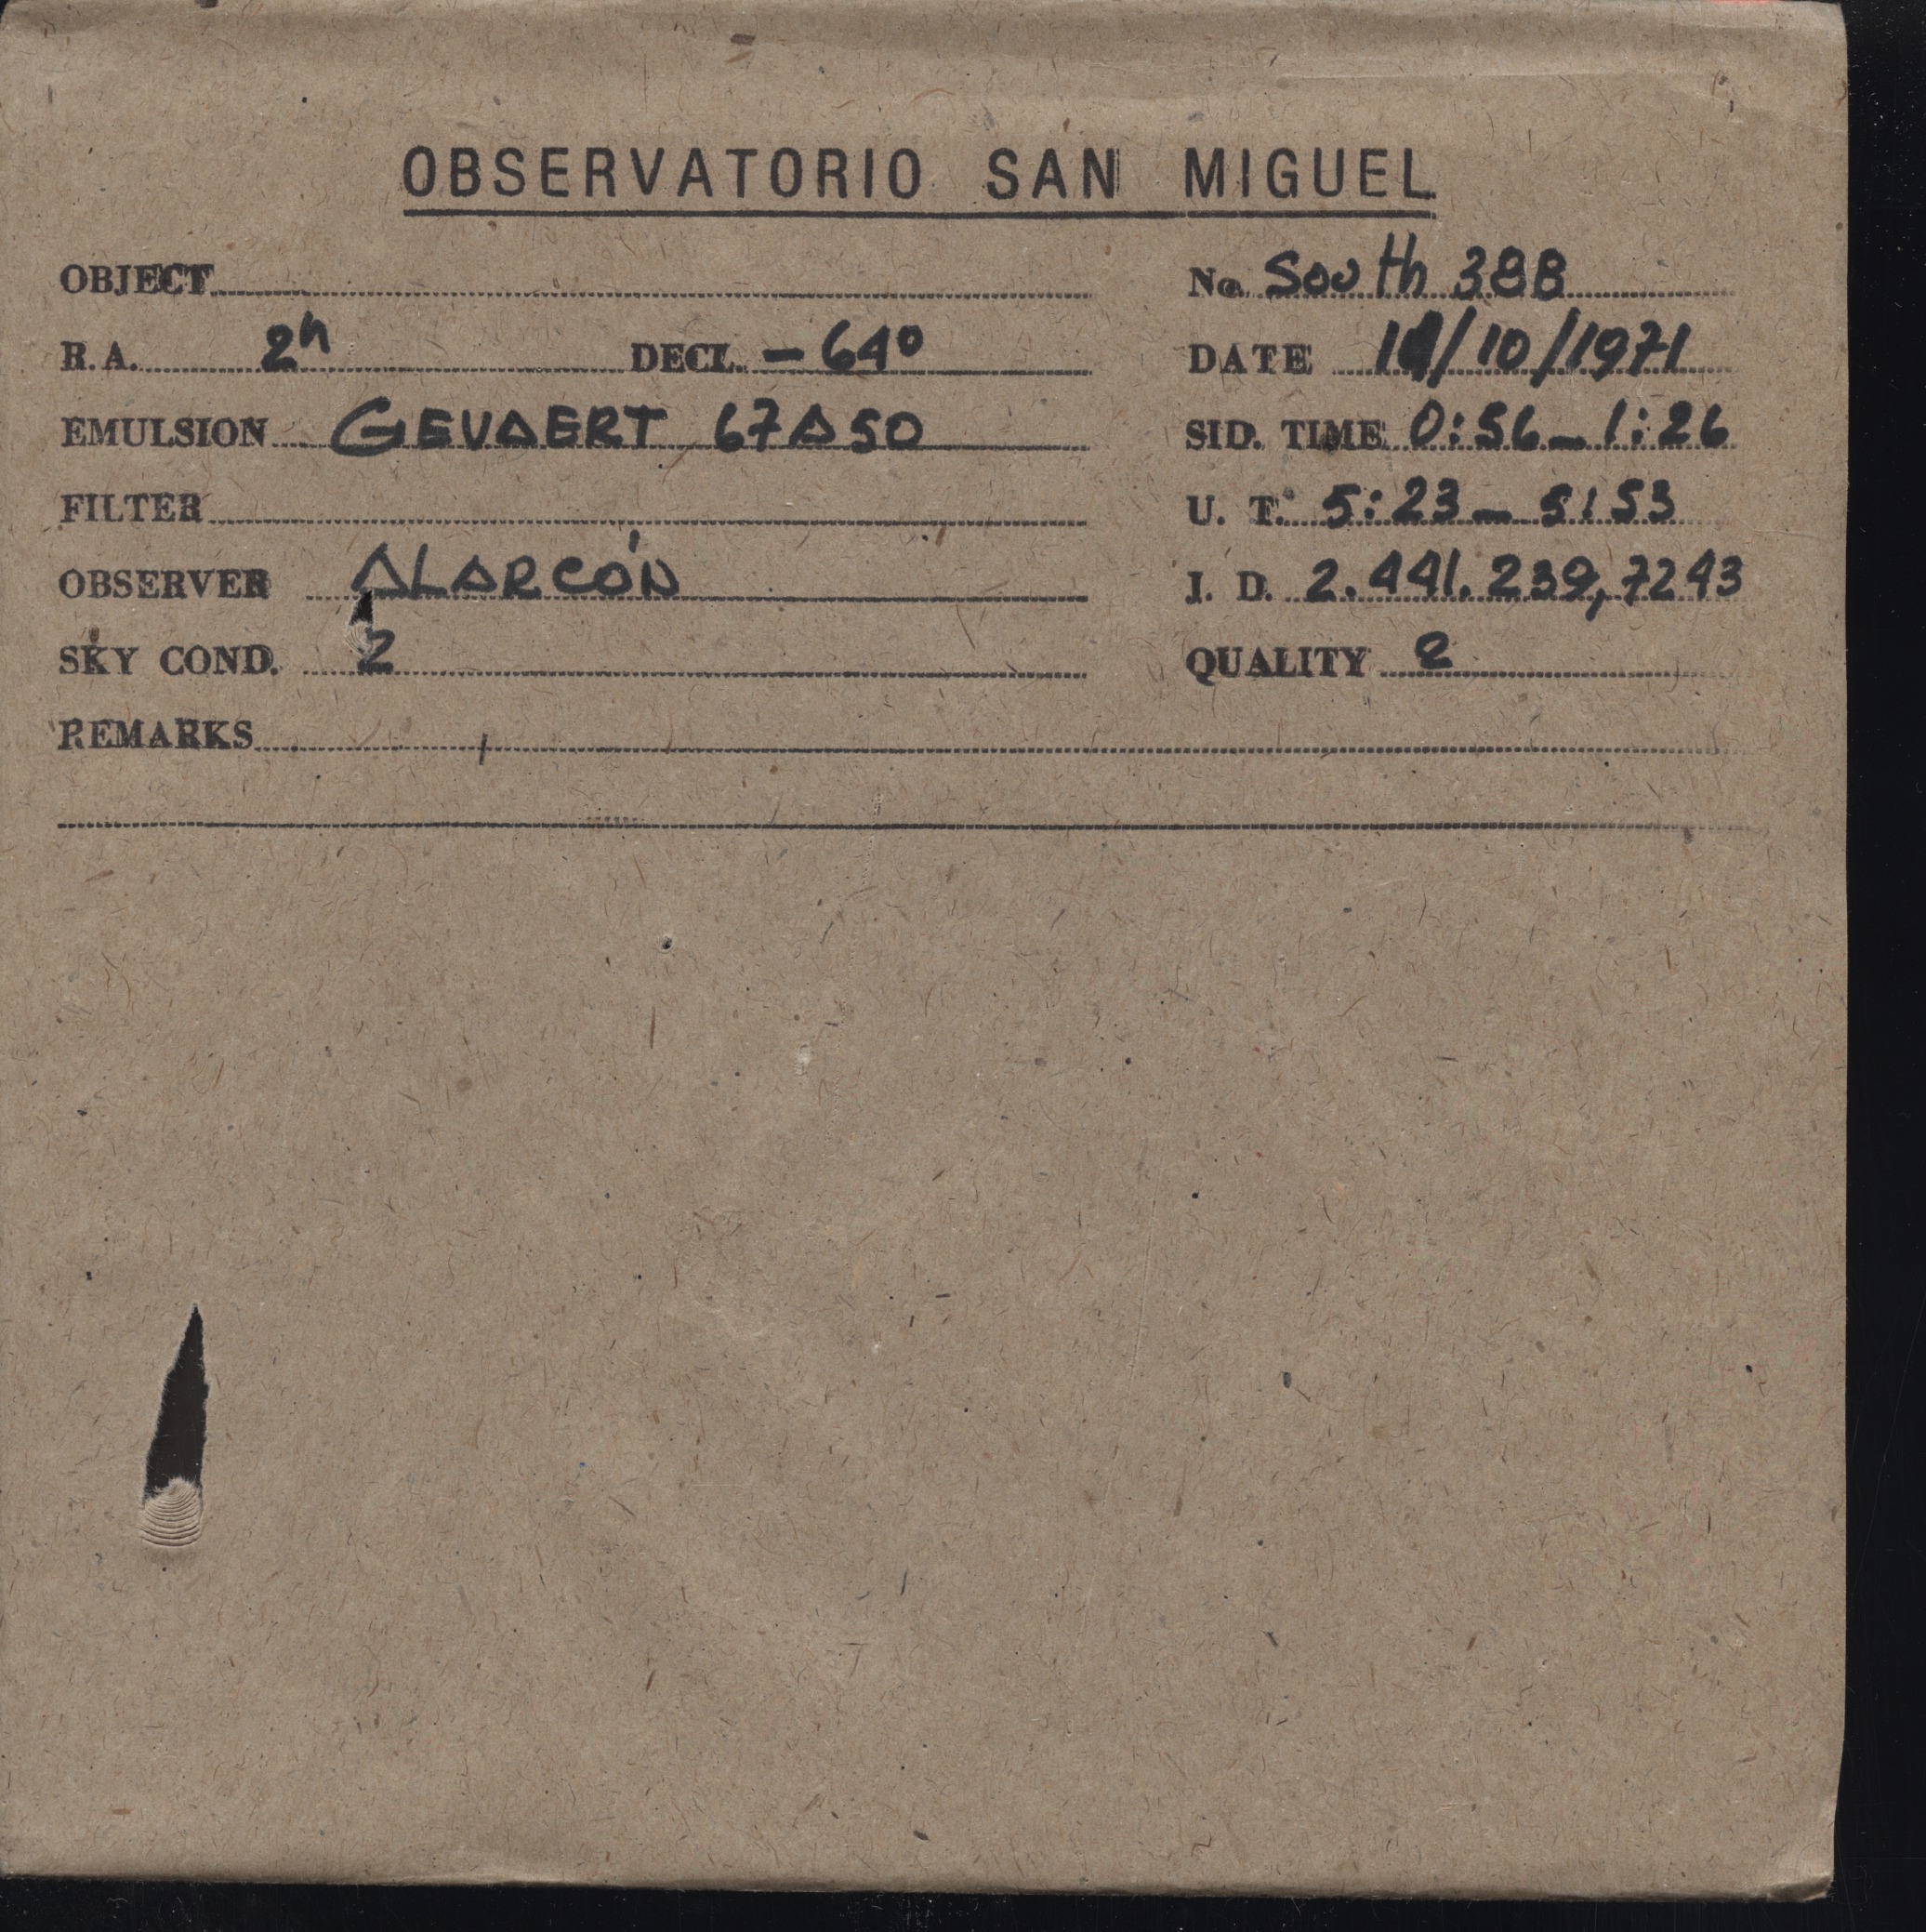 OBSERVATORIO SAN MIGUEL
OBJECT No. South 388
R.A. 2h DECL. - 64° DATE /10/1971
EMULSION GEVAERT 67A50 SID. TIME 0:56 - 1:26
FILTER U. T. 5:23 - 5:53
OBSERVER ALARCÓN J. D. 2.441.239,7243
SKY COND. 2 QUALITY 2
REMARKS